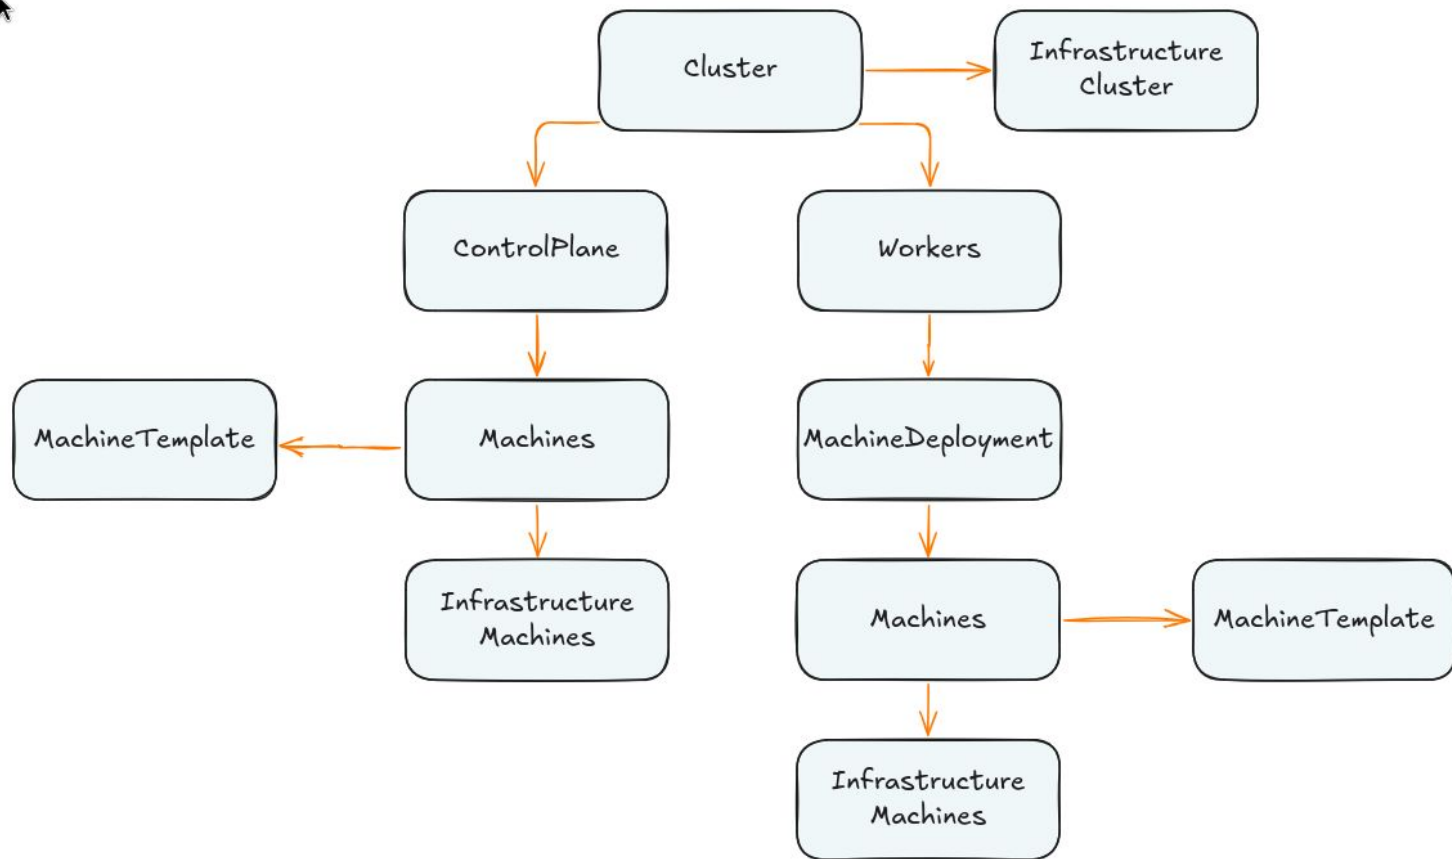 Cluster
Infrastructure
Cluster
ControlPlane
Workers
MachineTemplate
Machines
MachineDeployment
Infrastructure
Machines
Machines
MachineTemplate
Infrastructure
Machines